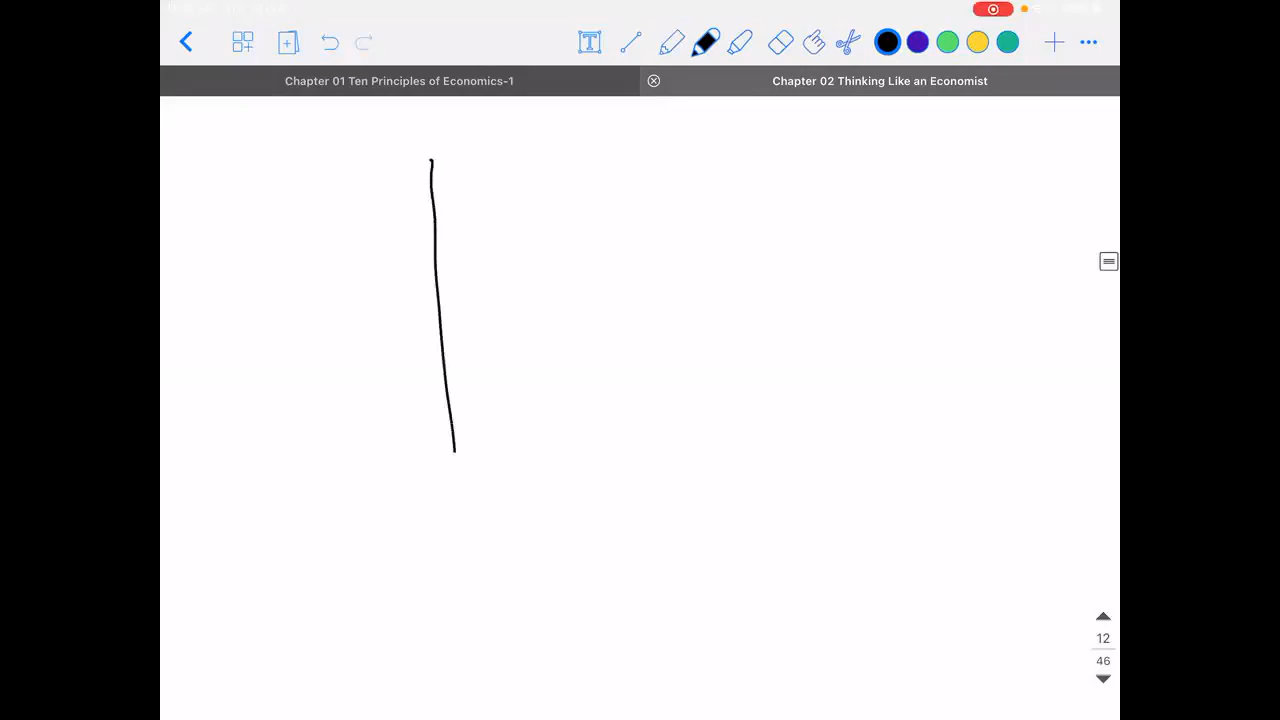 Chapter 01 Ten Principles of Economics-1
Chapter 02 Thinking Like an Economist
12
46